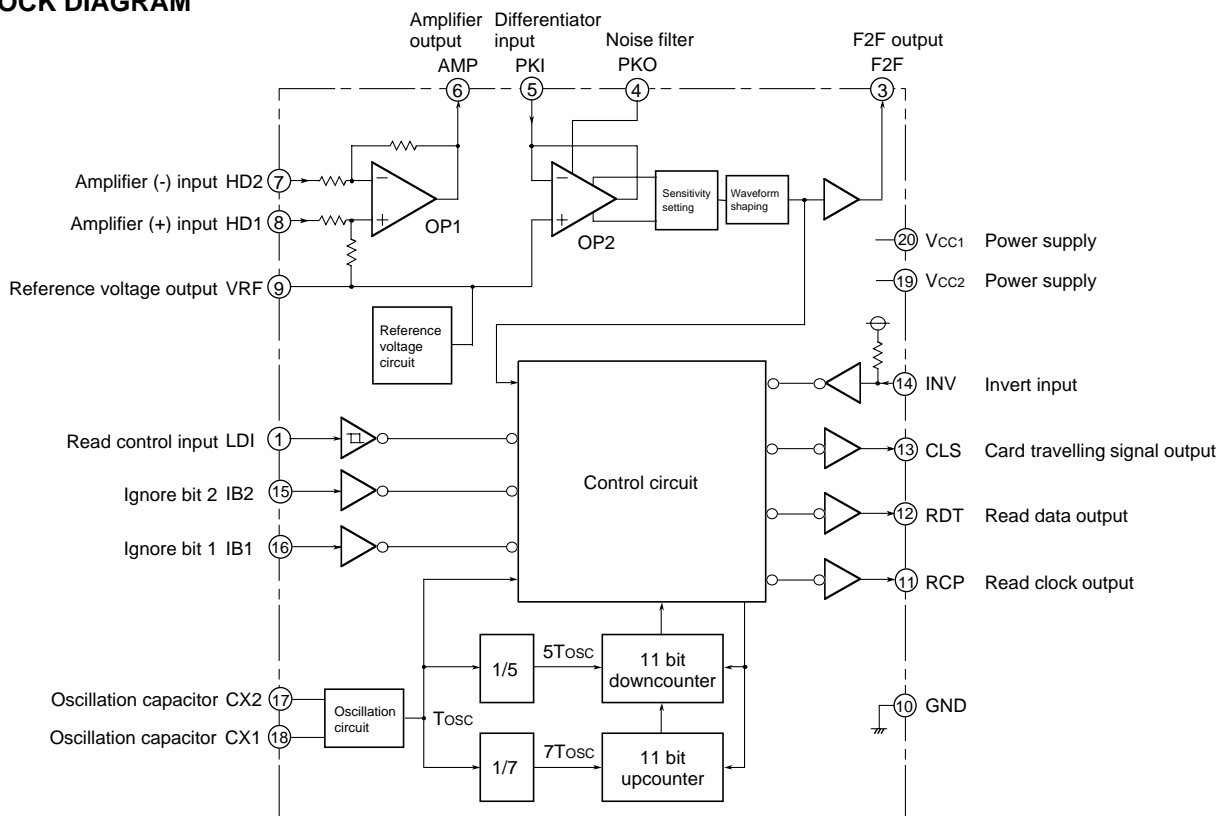 OCK DIAGRAM
Amplifier output
AMP
6
Differentiator input
PKI
5
Noise filter
PKO
4
F2F output
F2F
3
Amplifier (-) input HD2 7
Amplifier (+) input HD1 8
−
+
OP1
−
+
OP2
Sensitivity setting
Waveform shaping
20 VCC1 Power supply
19 VCC2 Power supply
Reference voltage output VRF 9
Reference voltage circuit
14 INV Invert input
Read control input LDI 1
13 CLS Card travelling signal output
Control circuit
Ignore bit 2 IB2 15
12 RDT Read data output
Ignore bit 1 IB1 16
11 RCP Read clock output
1/5
5TOSC
11 bit downcounter
Oscillation capacitor CX2 17
Oscillation capacitor CX1 18
Oscillation circuit
TOSC
10 GND
1/7
7TOSC
11 bit upcounter